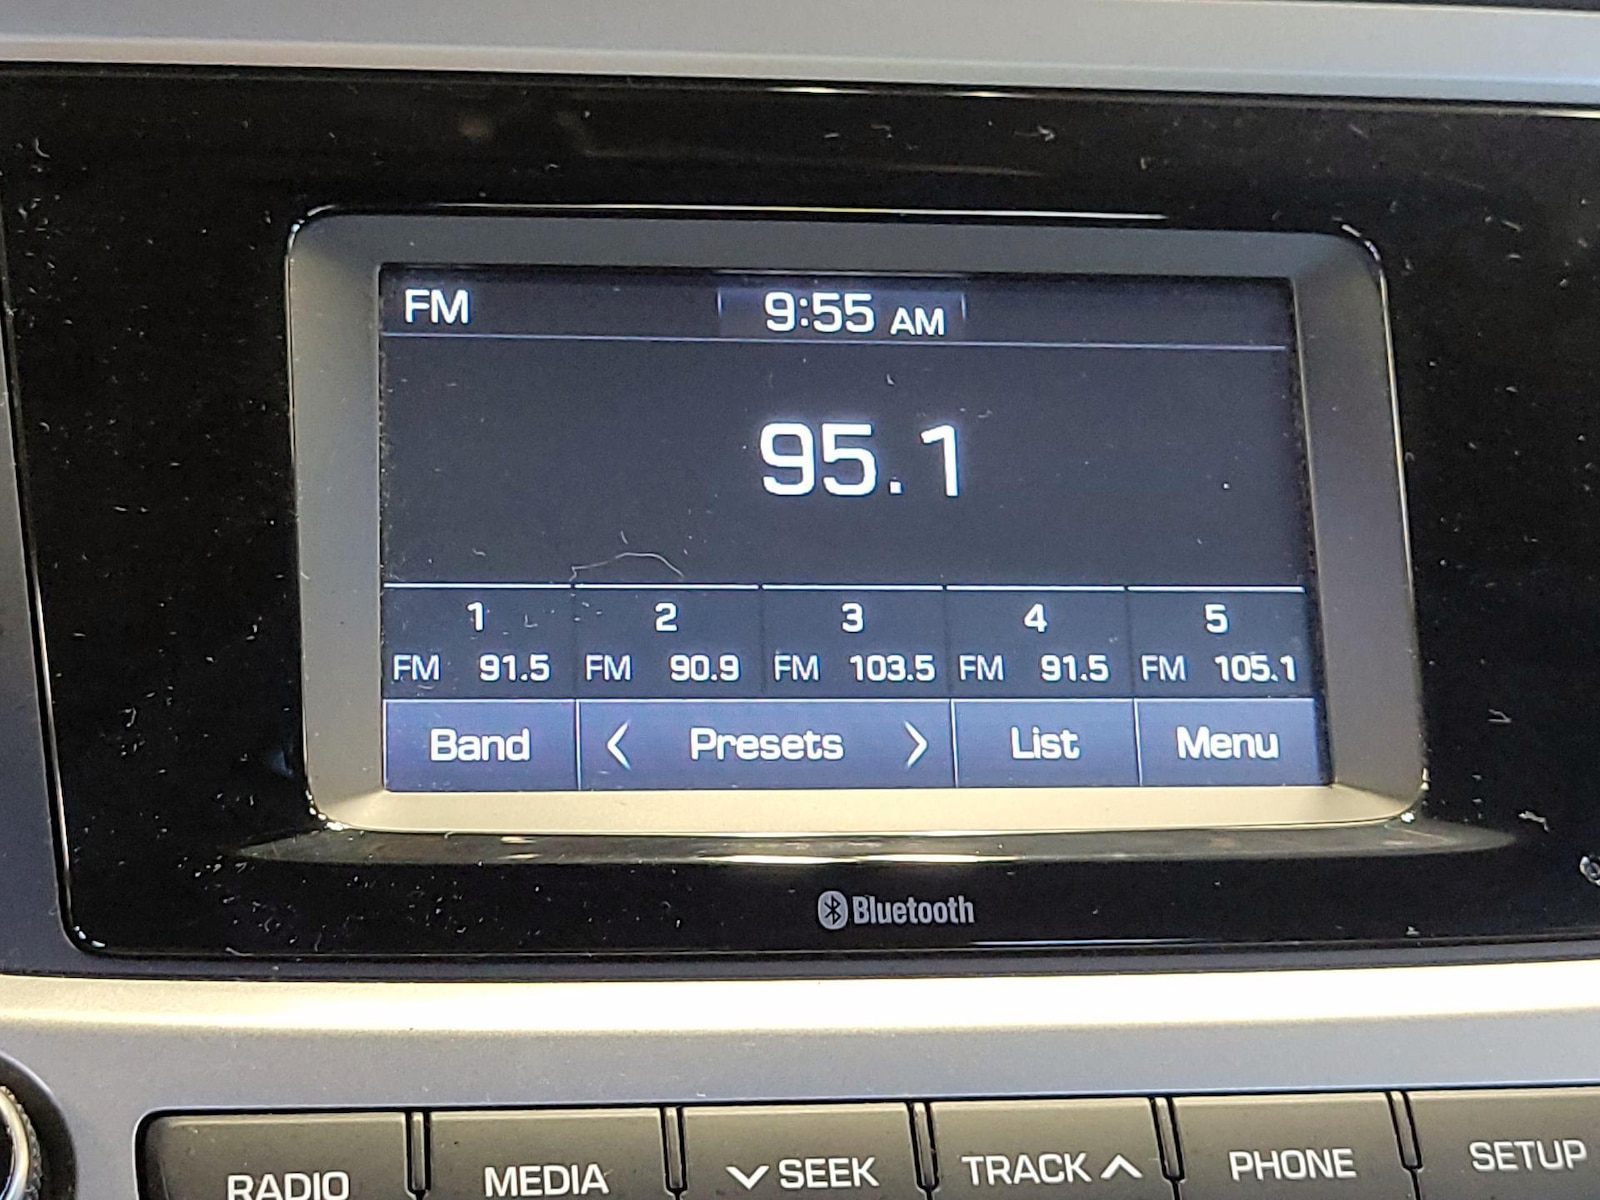 FM 9:55 AM
95.1
1 2 3 4 5
FM 91.5 FM 90.9 FM 103.5 FM 91.5 FM 105.1
Band < Presets > List Menu
Bluetooth
RADIO MEDIA SEEK TRACK PHONE SETUP